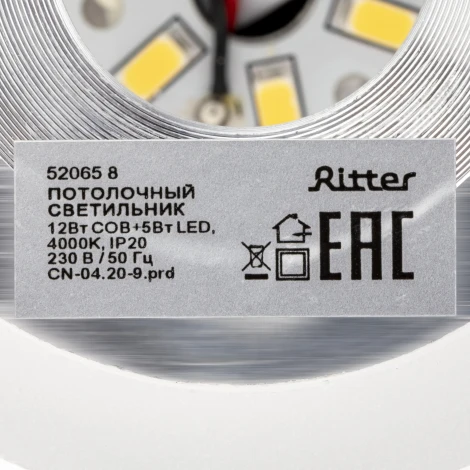 52065 8
ПОТОЛОЧНЫЙ
СВЕТИЛЬНИК
12Вт COB+5Вт LED,
4000K, IP20
230 В / 50 Гц
CN-04.20-9.prd
Ritter
EAC